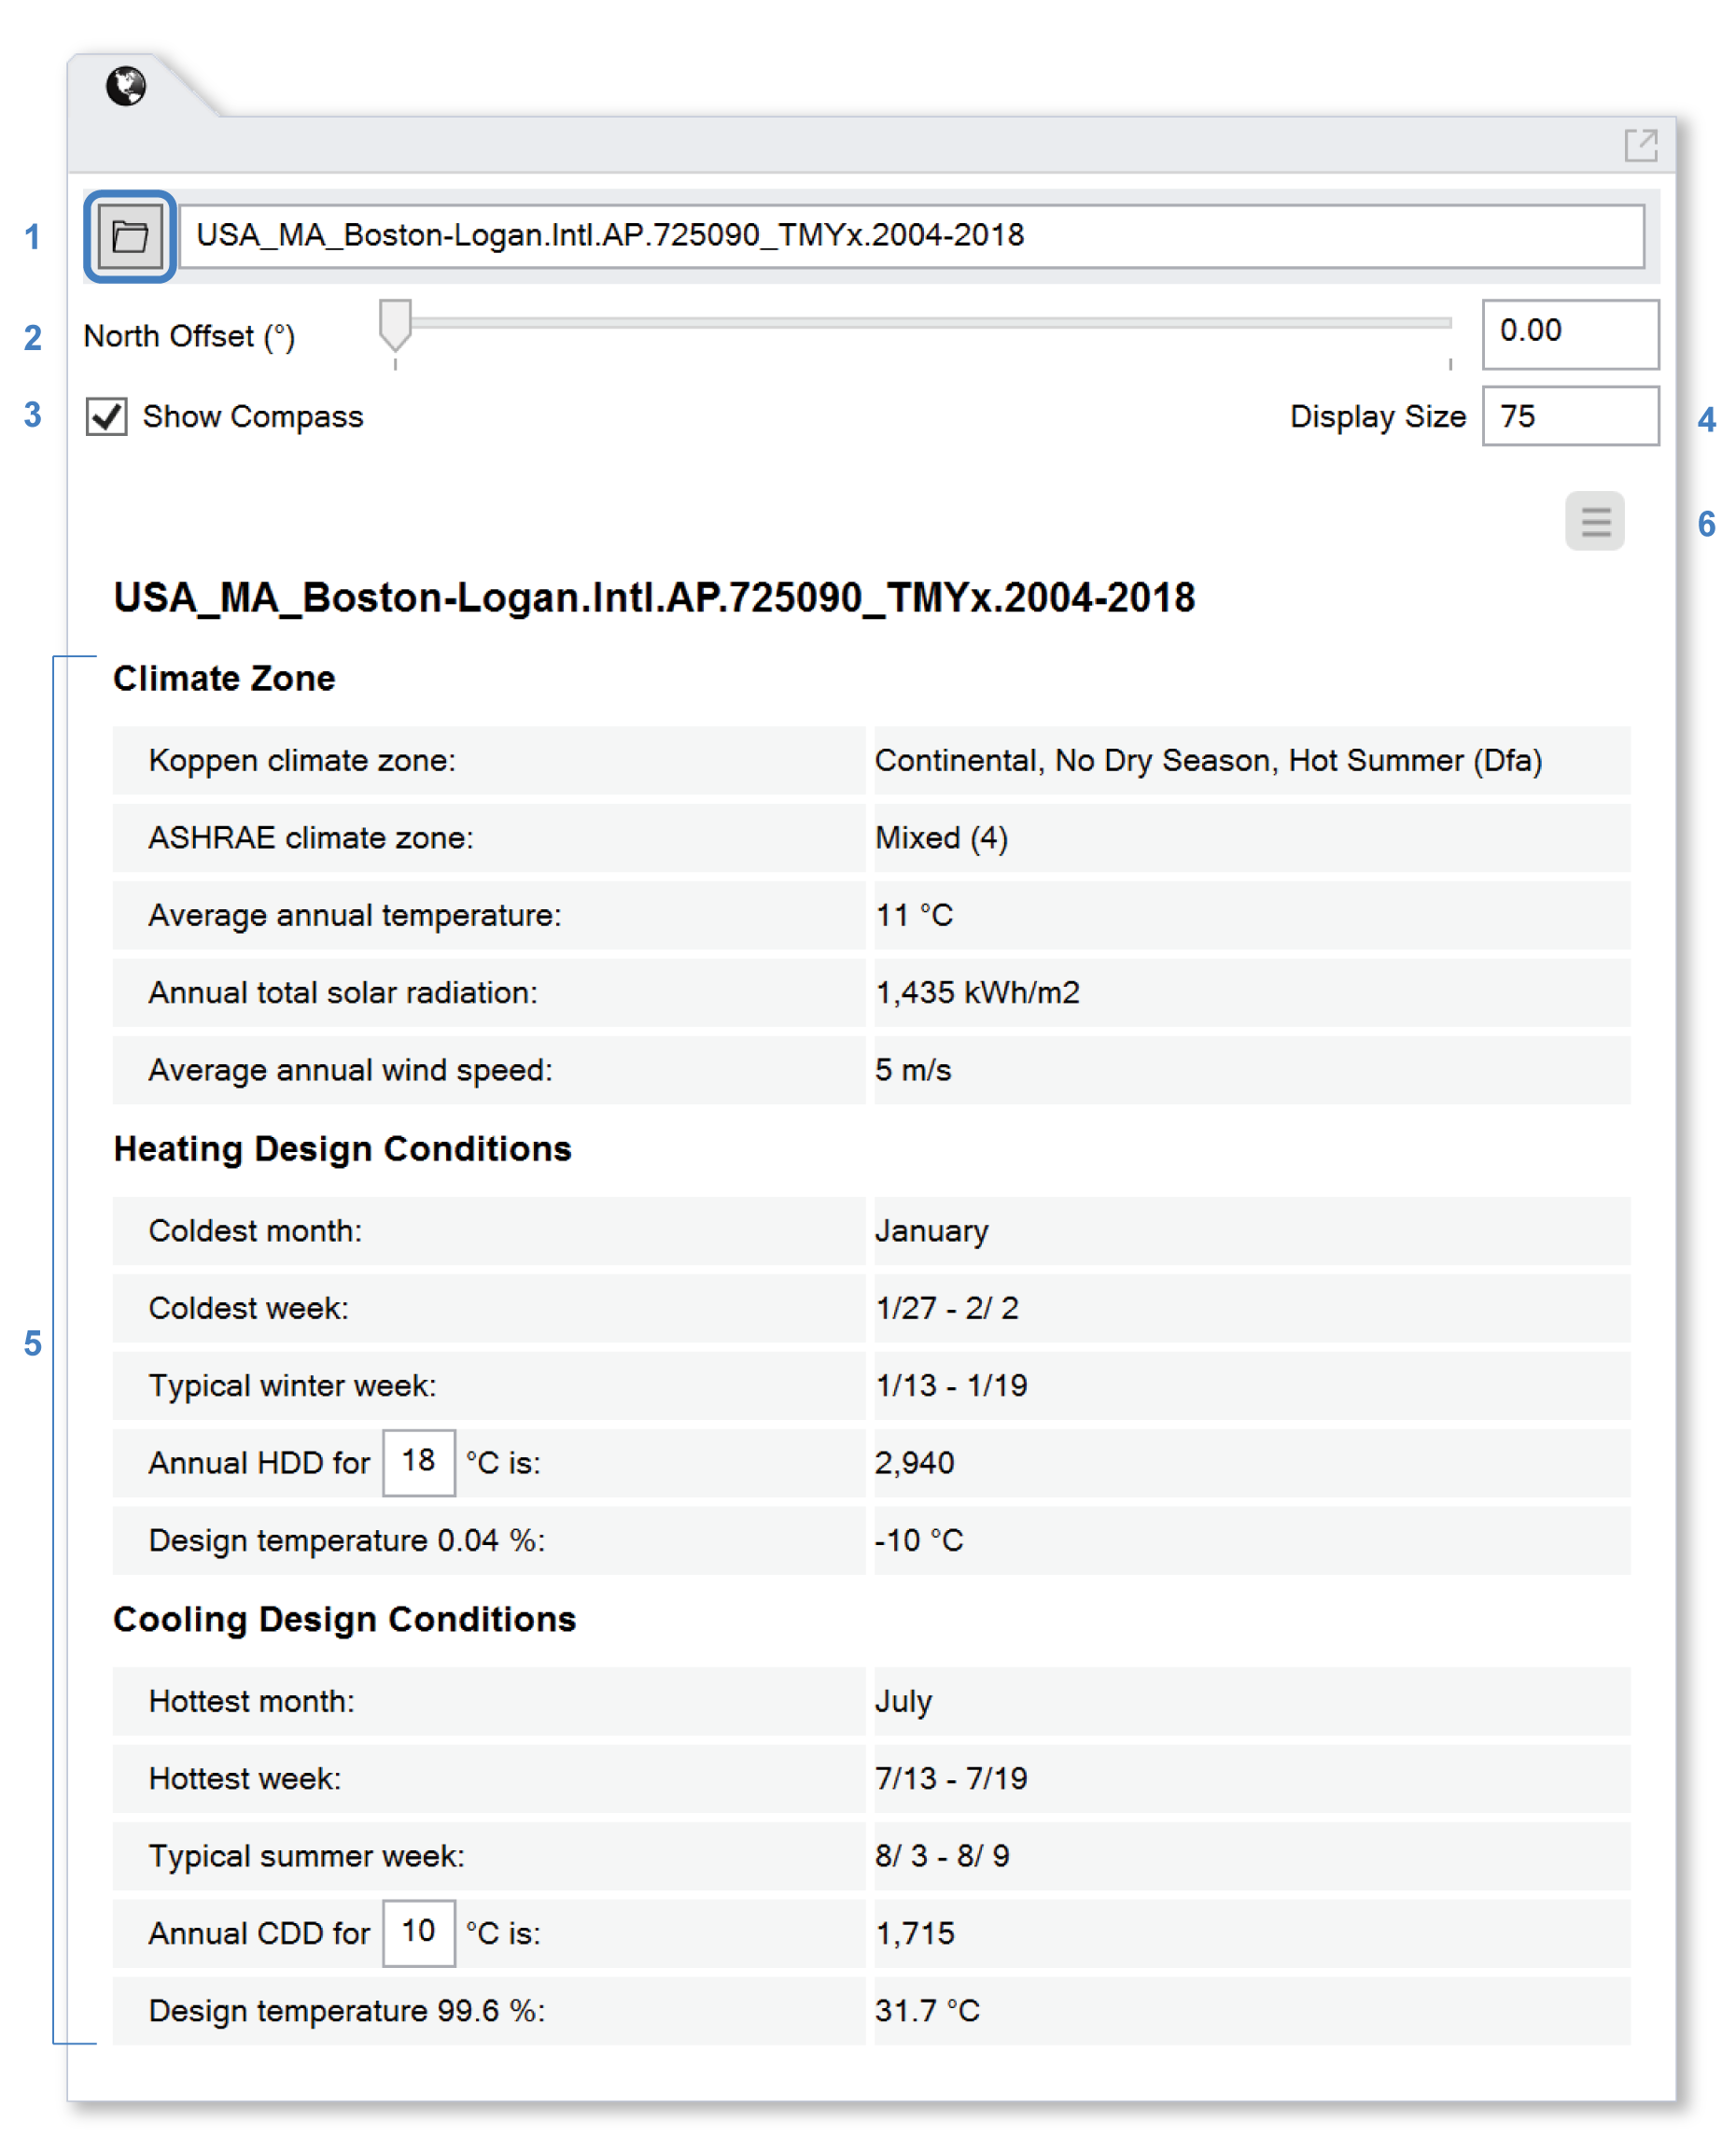 1 USA_MA_Boston-Logan.Intl.AP.725090_TMYx.2004-2018
2 North Offset (°) 0.00
3 Show Compass Display Size 75 4
6
USA_MA_Boston-Logan.Intl.AP.725090_TMYx.2004-2018
Climate Zone
Koppen climate zone: Continental, No Dry Season, Hot Summer (Dfa)
ASHRAE climate zone: Mixed (4)
Average annual temperature: 11 °C
Annual total solar radiation: 1,435 kWh/m2
Average annual wind speed: 5 m/s
Heating Design Conditions
Coldest month: January
Coldest week: 1/27 - 2/ 2
5
Typical winter week: 1/13 - 1/19
Annual HDD for 18 °C is: 2,940
Design temperature 0.04 %: -10 °C
Cooling Design Conditions
Hottest month: July
Hottest week: 7/13 - 7/19
Typical summer week: 8/ 3 - 8/ 9
Annual CDD for 10 °C is: 1,715
Design temperature 99.6 %: 31.7 °C